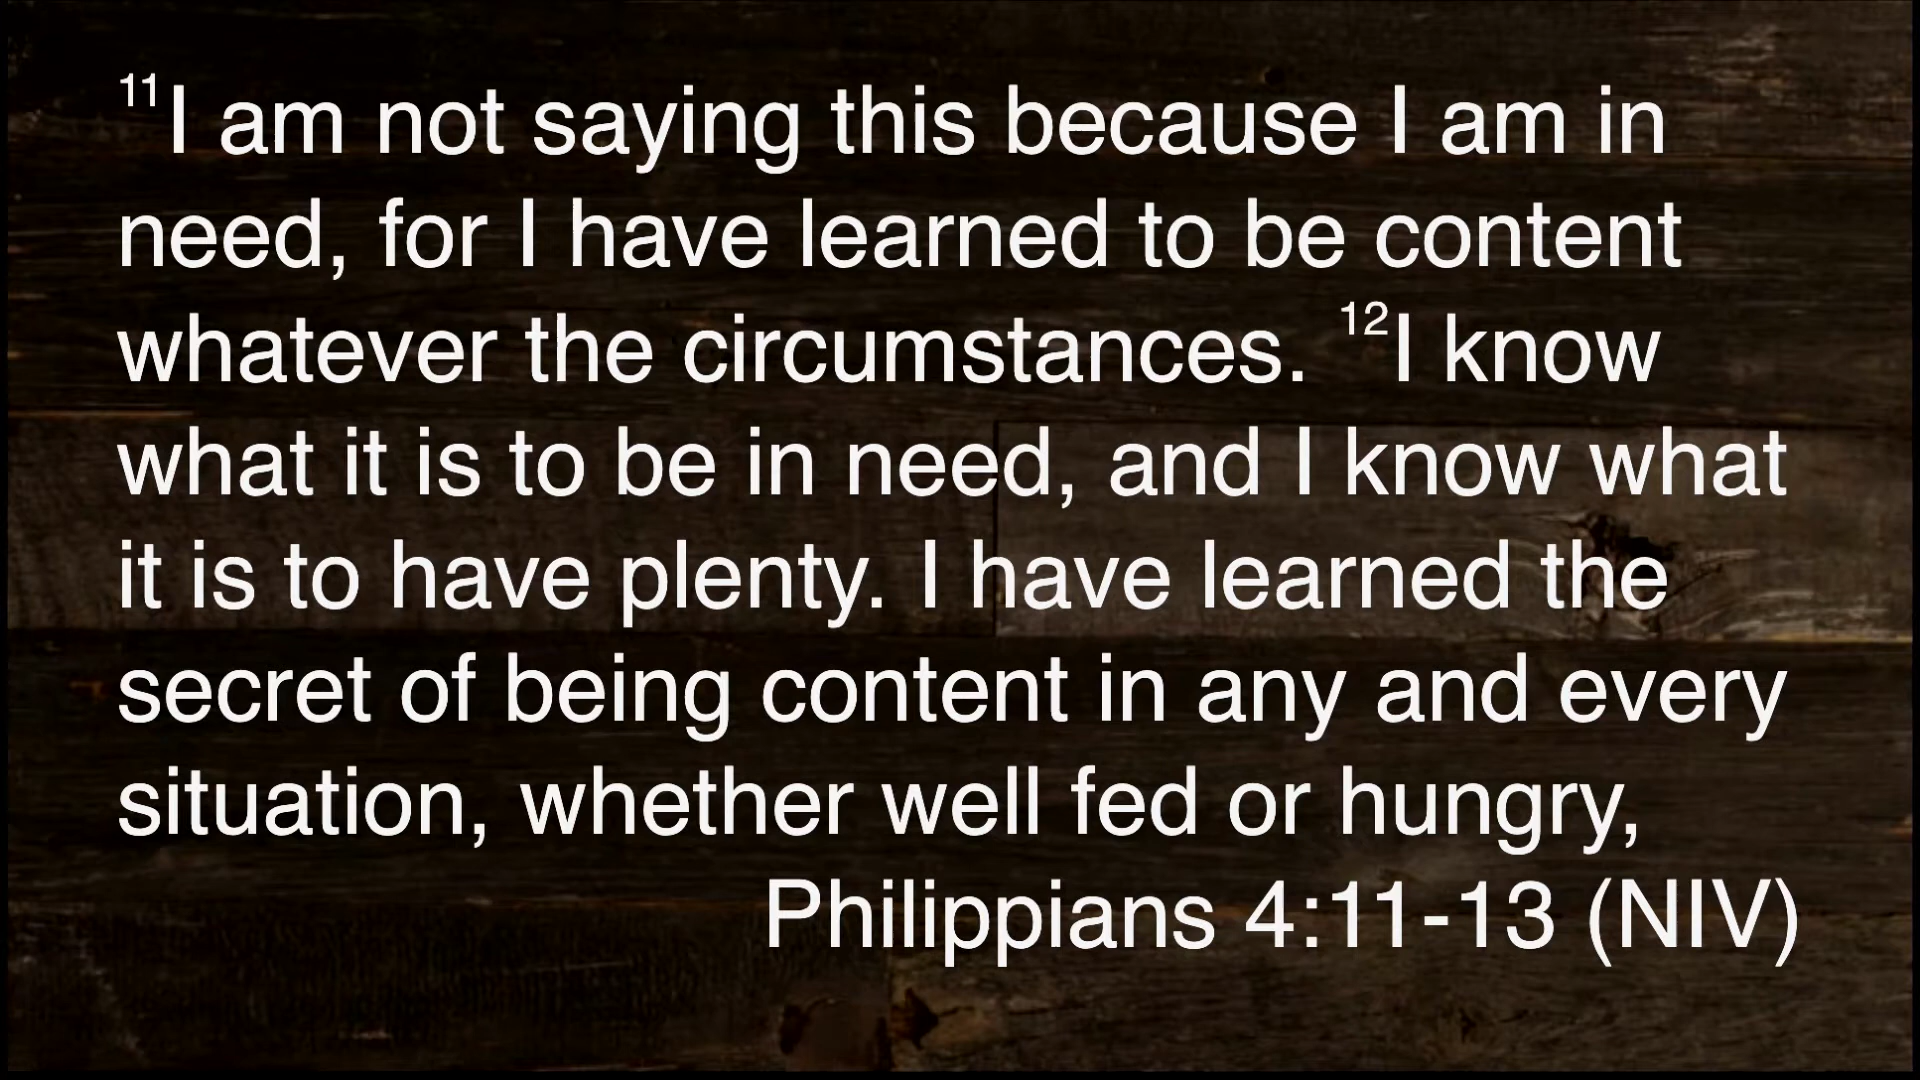 11I am not saying this because I am in
need, for I have learned to be content
whatever the circumstances. 12I know
what it is to be in need, and I know what
it is to have plenty. I have learned the
secret of being content in any and every
situation, whether well fed or hungry,
Philippians 4:11-13 (NIV)